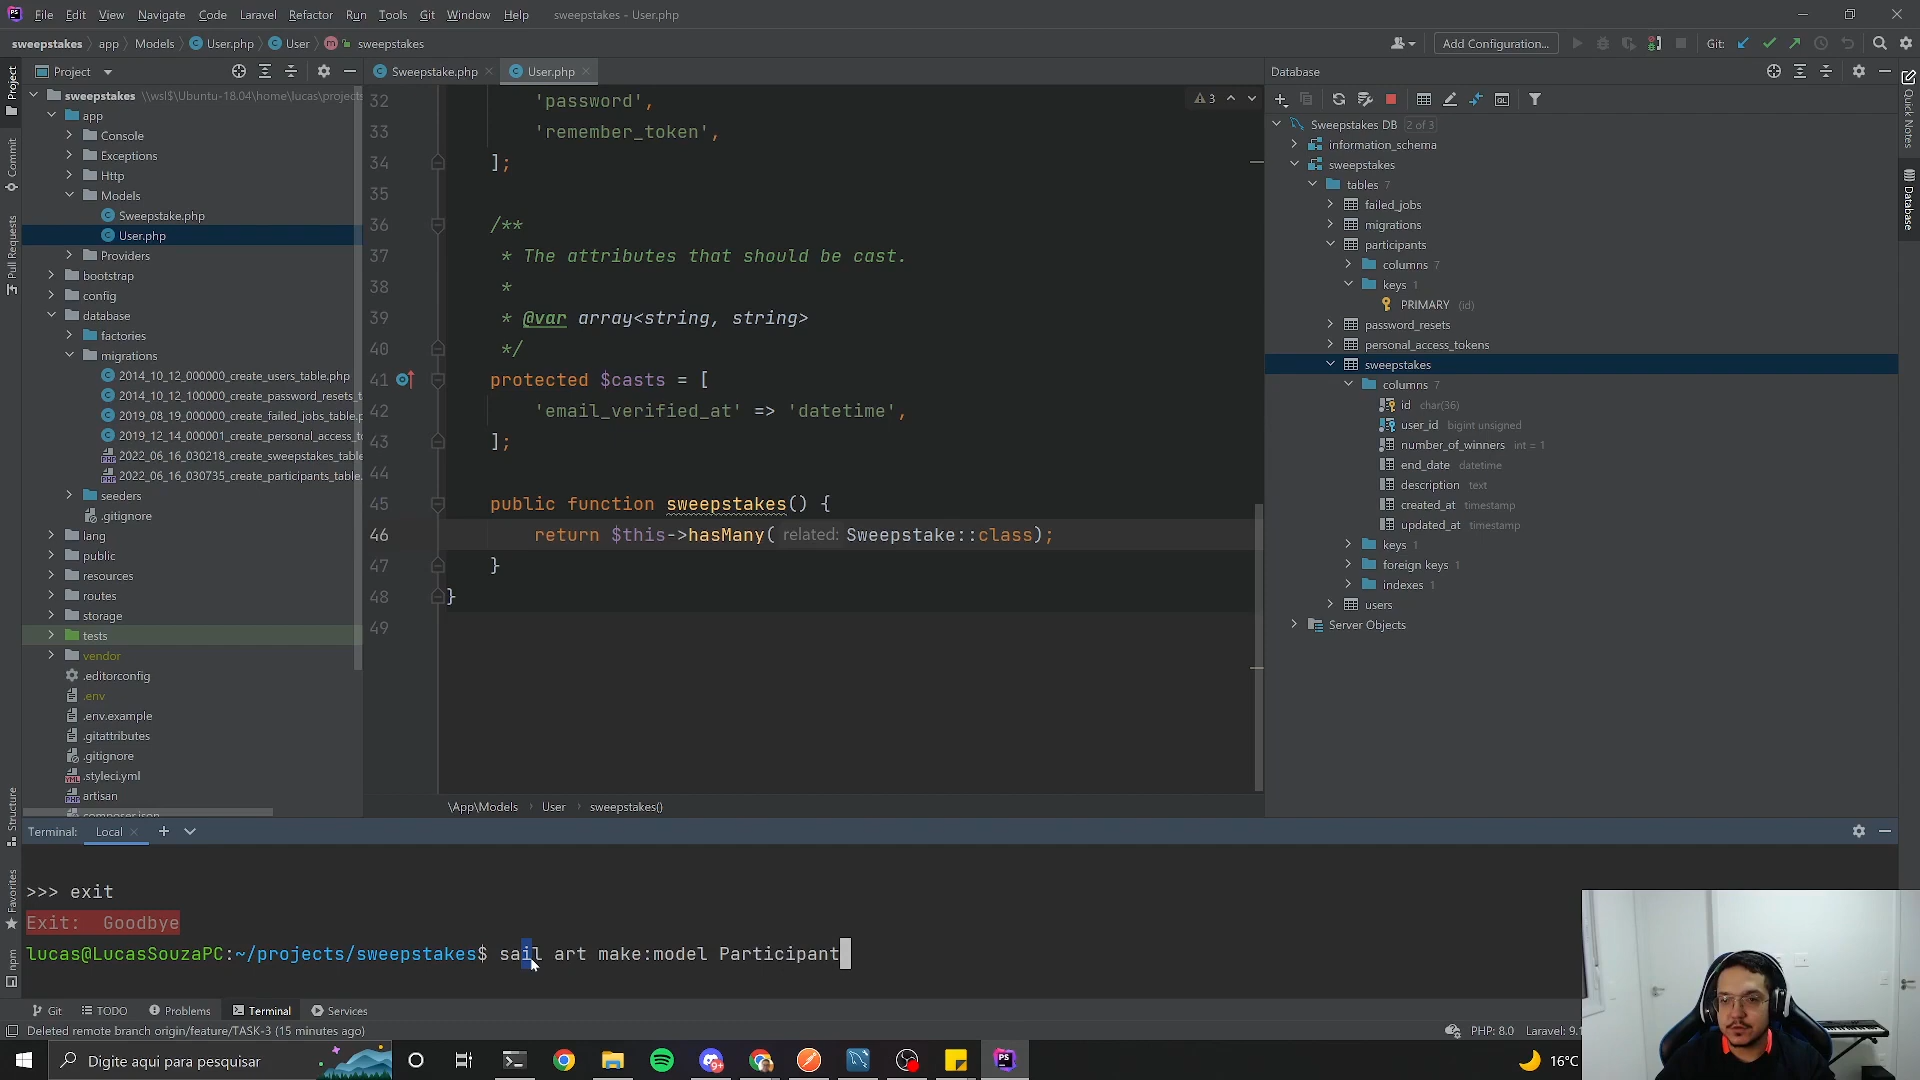 File Edit View Navigate Code Laravel Refactor Run Tools Git Window Help sweepstakes - User.php
sweepstakes app Models User.php User sweepstakes
Add Configuration... Git:
Project
Sweepstake.php
User.php
Database
Project
Commit
Pull Requests
Structure
Favorites
npm
sweepstakes \\wsl$\Ubuntu-18.04\home\lucas\projects
app
Console
Exceptions
Http
Models
Sweepstake.php
User.php
Providers
bootstrap
config
database
factories
migrations
2014_10_12_000000_create_users_table.php
2014_10_12_100000_create_password_resets_t
2019_08_19_000000_create_failed_jobs_table.p
2019_12_14_000001_create_personal_access_to
2022_06_16_030218_create_sweepstakes_table
2022_06_16_030735_create_participants_table.
seeders
.gitignore
lang
public
resources
routes
storage
tests
vendor
.editorconfig
.env
.env.example
.gitattributes
.gitignore
.styleci.yml
artisan
composer.json
32 'password',
33 'remember_token',
34 ];
35
36 /**
37 * The attributes that should be cast.
38 *
39 * @var array<string, string>
40 */
41 protected $casts = [
42 'email_verified_at' => 'datetime',
43 ];
44
45 public function sweepstakes() {
46 return $this->hasMany( related: Sweepstake::class);
47 }
48 }
49
3
\App\Models User sweepstakes()
Sweepstakes DB 2 of 3
information_schema
sweepstakes
tables 7
failed_jobs
migrations
participants
columns 7
keys 1
PRIMARY (id)
password_resets
personal_access_tokens
sweepstakes
columns 7
id char(36)
user_id bigint unsigned
number_of_winners int = 1
end_date datetime
description text
created_at timestamp
updated_at timestamp
keys 1
foreign keys 1
indexes 1
users
Server Objects
Quick Notes
Database
Terminal: Local
>>> exit
Exit: Goodbye
lucas@LucasSouzaPC:~/projects/sweepstakes$ sail art make:model Participant
Git TODO Problems Terminal Services
Deleted remote branch origin/feature/TASK-3 (15 minutes ago)
PHP: 8.0 Laravel: 9.1
Digite aqui para pesquisar
9+
PS
16°C